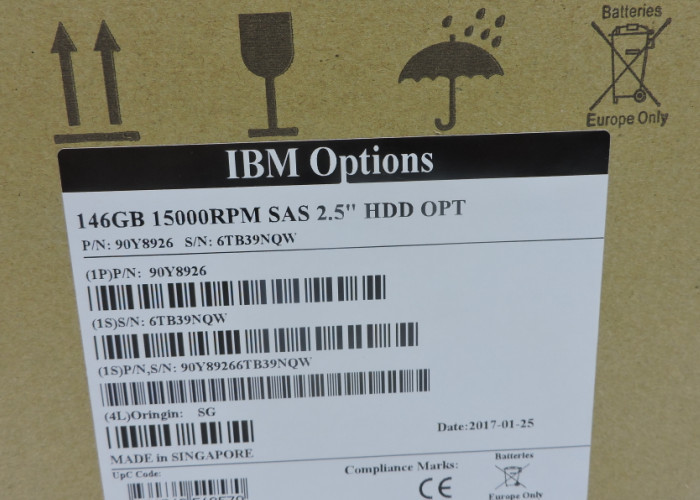 Batteries
Europe Only
IBM Options
146GB 15000RPM SAS 2.5" HDD OPT
P/N: 90Y8926 S/N: 6TB39NQW
(1P)P/N: 90Y8926
(1S)S/N: 6TB39NQW
(1S)P/N,S/N: 90Y89266TB39NQW
(4L)Oringin: SG
Date:2017-01-25
MADE in SINGAPORE
UpC Code:
Compliance Marks:
Batteries
CE
Europe Only